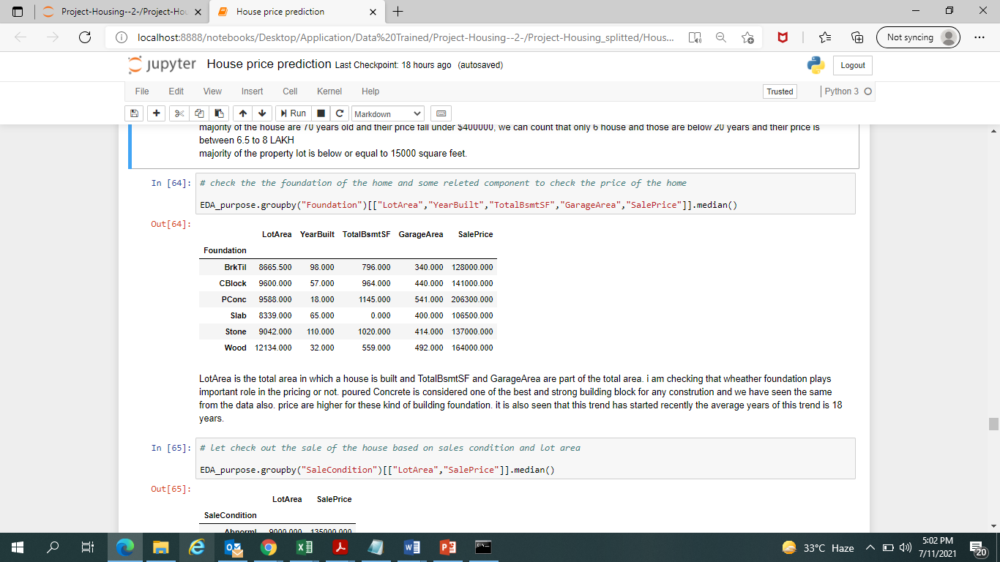 Project-Housing--2-/Project-Hou
House price prediction
localhost:8888/notebooks/Desktop/Application/Data%20Trained/Project-Housing--2-/Project-Housing_splitted/Hous...
Not syncing
jupyter House price prediction Last Checkpoint: 18 hours ago (autosaved)
Logout
File Edit View Insert Cell Kernel Help
Trusted
Python 3
Run
Markdown
majority of the house are 70 years old and their price fall under $400000, we can count that only 6 house and those are below 20 years and their price is
between 6.5 to 8 LAKH
majority of the property lot is below or equal to 15000 square feet.
In [64]: # check the the foundation of the home and some releted component to check the price of the home
EDA_purpose.groupby("Foundation")[["LotArea","YearBuilt","TotalBsmtSF","GarageArea","SalePrice"]].median()
Out[64]:
LotArea YearBuilt TotalBsmtSF GarageArea SalePrice
Foundation
BrkTil 8665.500 98.000 796.000 340.000 128000.000
CBlock 9600.000 57.000 964.000 440.000 141000.000
PConc 9588.000 18.000 1145.000 541.000 206300.000
Slab 8339.000 65.000 0.000 400.000 106500.000
Stone 9042.000 110.000 1020.000 414.000 137000.000
Wood 12134.000 32.000 559.000 492.000 164000.000
LotArea is the total area in which a house is built and TotalBsmtSF and GarageArea are part of the total area. i am checking that wheather foundation plays
important role in the pricing or not. poured Concrete is considered one of the best and strong building block for any constrution and we have seen the same
from the data also. price are higher for these kind of building foundation. it is also seen that this trend has started recently the average years of this trend is 18
years.
In [65]: # let check out the sale of the house based on sales condition and lot area
EDA_purpose.groupby("SaleCondition")[["LotArea","SalePrice"]].median()
Out[65]:
LotArea SalePrice
SaleCondition
Abnorml 9000.000 135000.000
33°C Haze
5:02 PM
7/11/2021
20